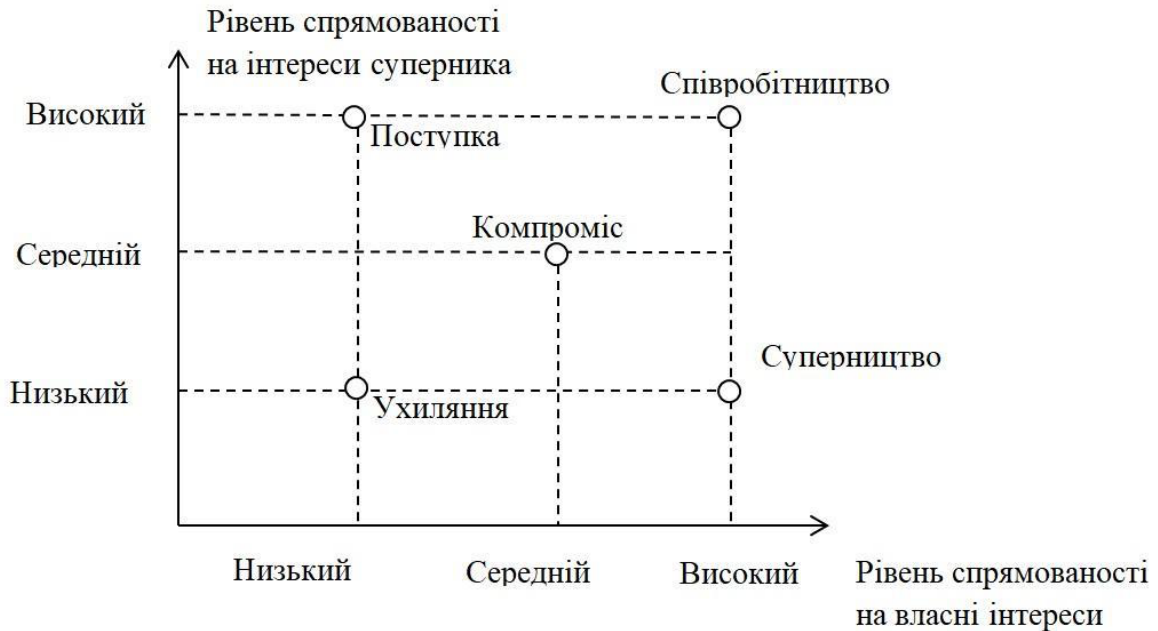 Рівень спрямованості
на інтереси суперника
Співробітництво
Високий
Поступка
Компроміс
Середній
Суперництво
Низький
Ухиляння
Низький
Середній
Високий
Рівень спрямованості
на власні інтереси